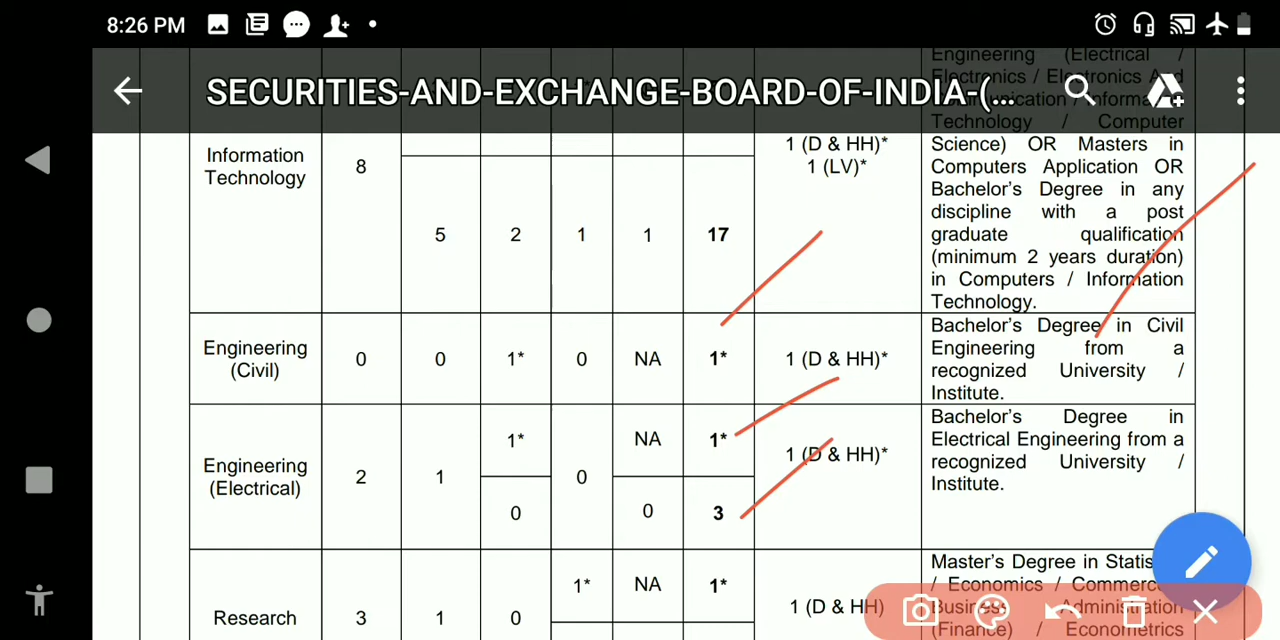 8:26 PM
Engineering (Electrical /
SECURITIES-AND-EXCHANGE-BOARD-OF-INDIA-(...
Electronics / Electronics And
Communication / Information
Technology / Computer
Information
Technology
8
5
2
1
1
17
1 (D & HH)*
1 (LV)*
Science) OR Masters in
Computers Application OR
Bachelor's Degree in any
discipline with a post
graduate qualification
(minimum 2 years duration)
in Computers / Information
Technology.
Engineering
(Civil)
0
0
1*
0
NA
1*
1 (D & HH)*
Bachelor's Degree in Civil
Engineering from a
recognized University /
Institute.
Engineering
(Electrical)
2
1
1*
0
0
NA
0
1*
3
1 (D & HH)*
Bachelor's Degree in
Electrical Engineering from a
recognized University /
Institute.
Research
3
1
0
1*
NA
1*
1 (D & HH)
Master's Degree in Statis
/ Economics / Commerc
Business Administration
(Finance) / Econometrics